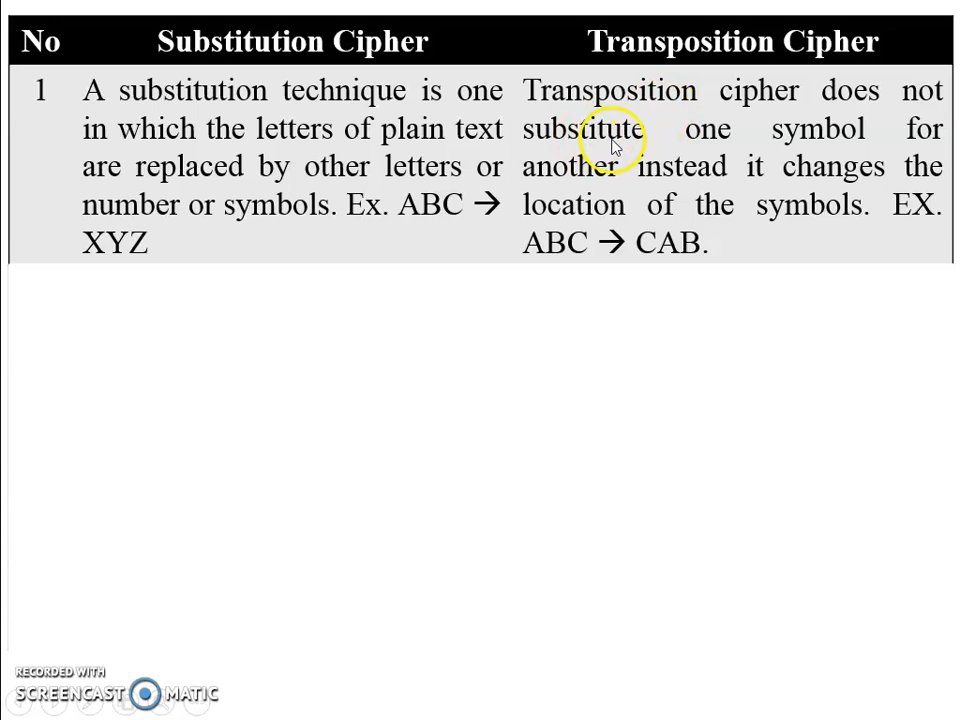 No Substitution Cipher Transposition Cipher
1 A substitution technique is one
in which the letters of plain text
are replaced by other letters or
number or symbols. Ex. ABC →
XYZ
Transposition cipher does not
substitute one symbol for
another instead it changes the
location of the symbols. EX.
ABC → CAB.
RECORDED WITH
SCREENCAST MATIC